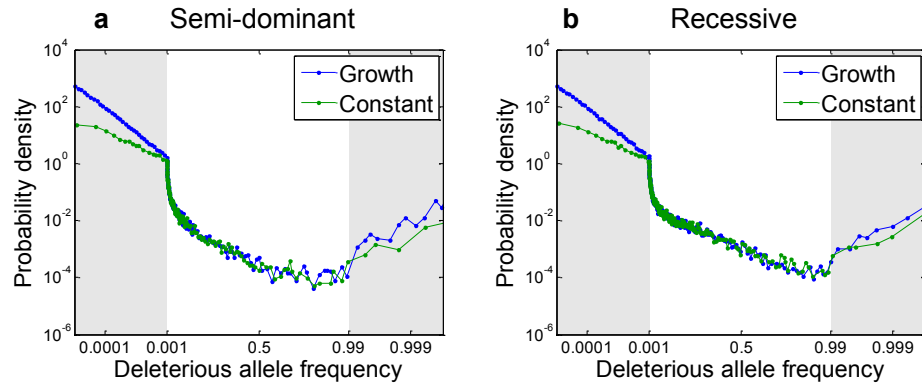 a Semi-dominant
Probability density
10^4
10^2
10^0
10^-2
10^-4
10^-6
Growth
Constant
0.0001 0.001 0.5 0.99 0.999
Deleterious allele frequency
b Recessive
Probability density
10^4
10^2
10^0
10^-2
10^-4
10^-6
Growth
Constant
0.0001 0.001 0.5 0.99 0.999
Deleterious allele frequency